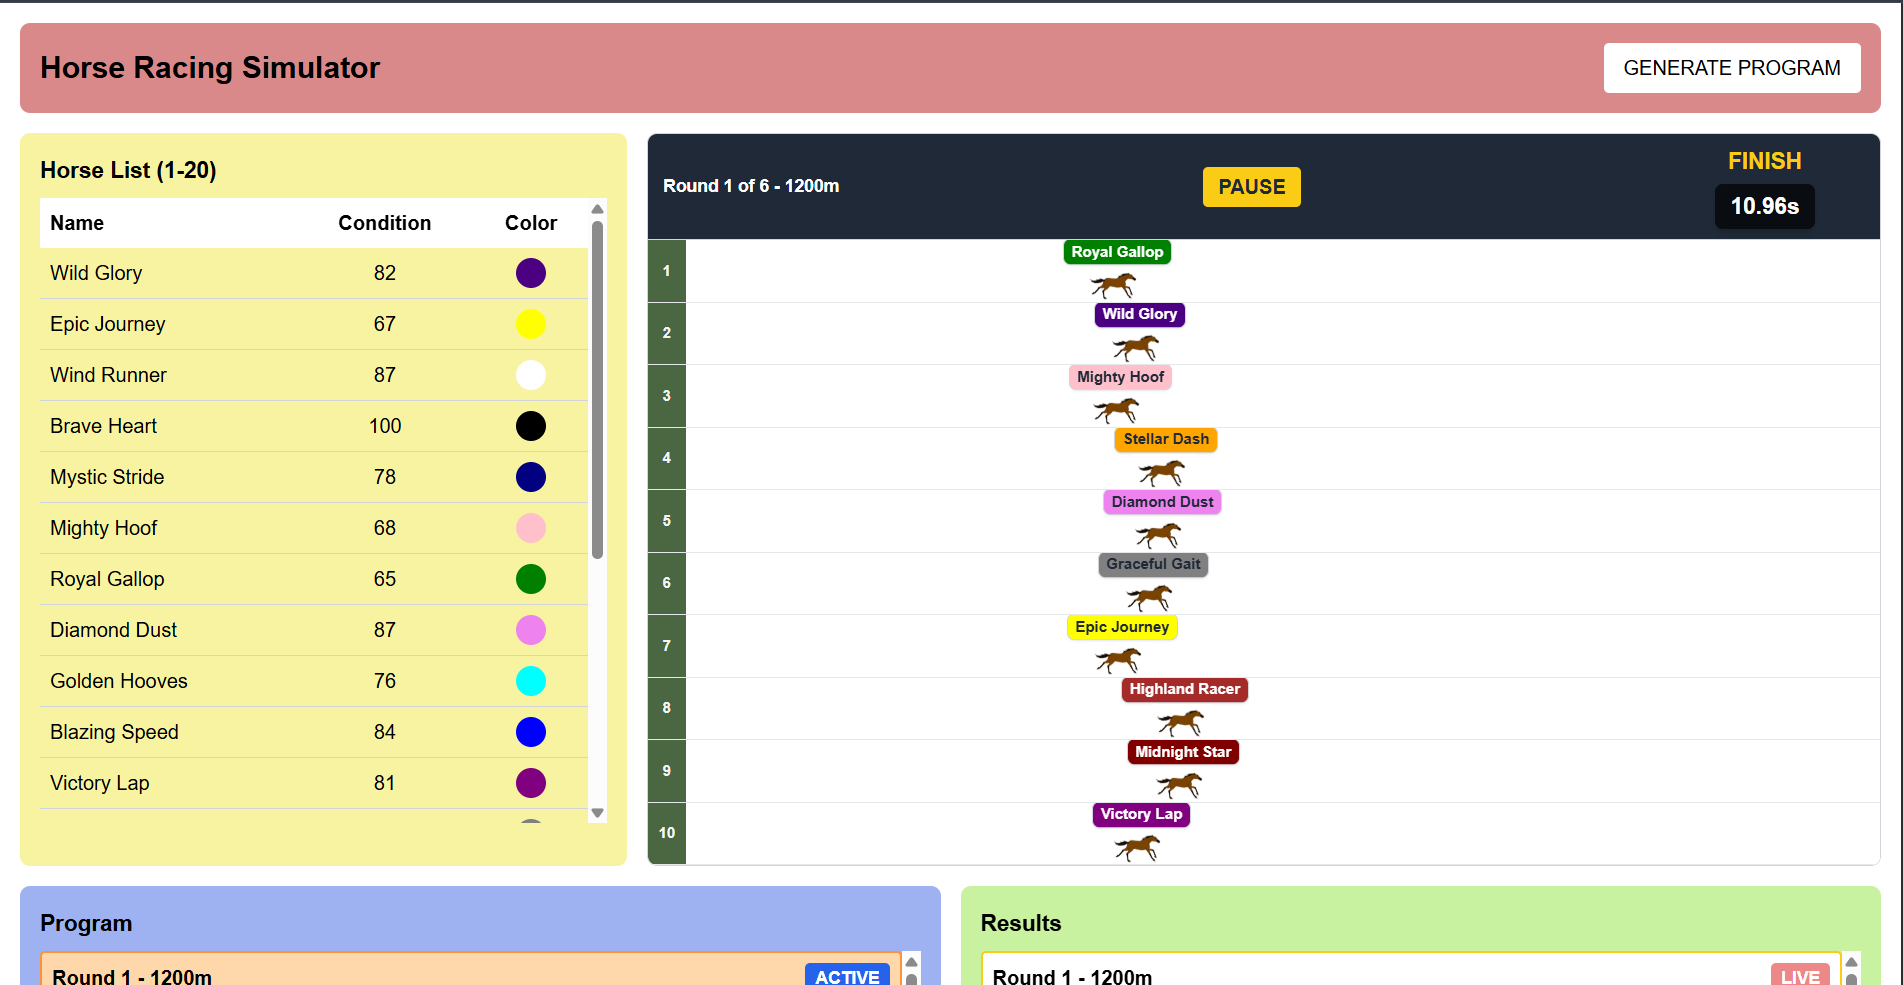 Horse Racing Simulator
GENERATE PROGRAM
Horse List (1-20)
Name Condition Color
Wild Glory 82
Epic Journey 67
Wind Runner 87
Brave Heart 100
Mystic Stride 78
Mighty Hoof 68
Royal Gallop 65
Diamond Dust 87
Golden Hooves 76
Blazing Speed 84
Victory Lap 81
Round 1 of 6 - 1200m
PAUSE
FINISH
10.96s
Royal Gallop
1
Wild Glory
2
Mighty Hoof
3
Stellar Dash
4
Diamond Dust
5
Graceful Gait
6
Epic Journey
7
Highland Racer
8
Midnight Star
9
Victory Lap
10
Program
Round 1 - 1200m ACTIVE
Results
Round 1 - 1200m LIVE